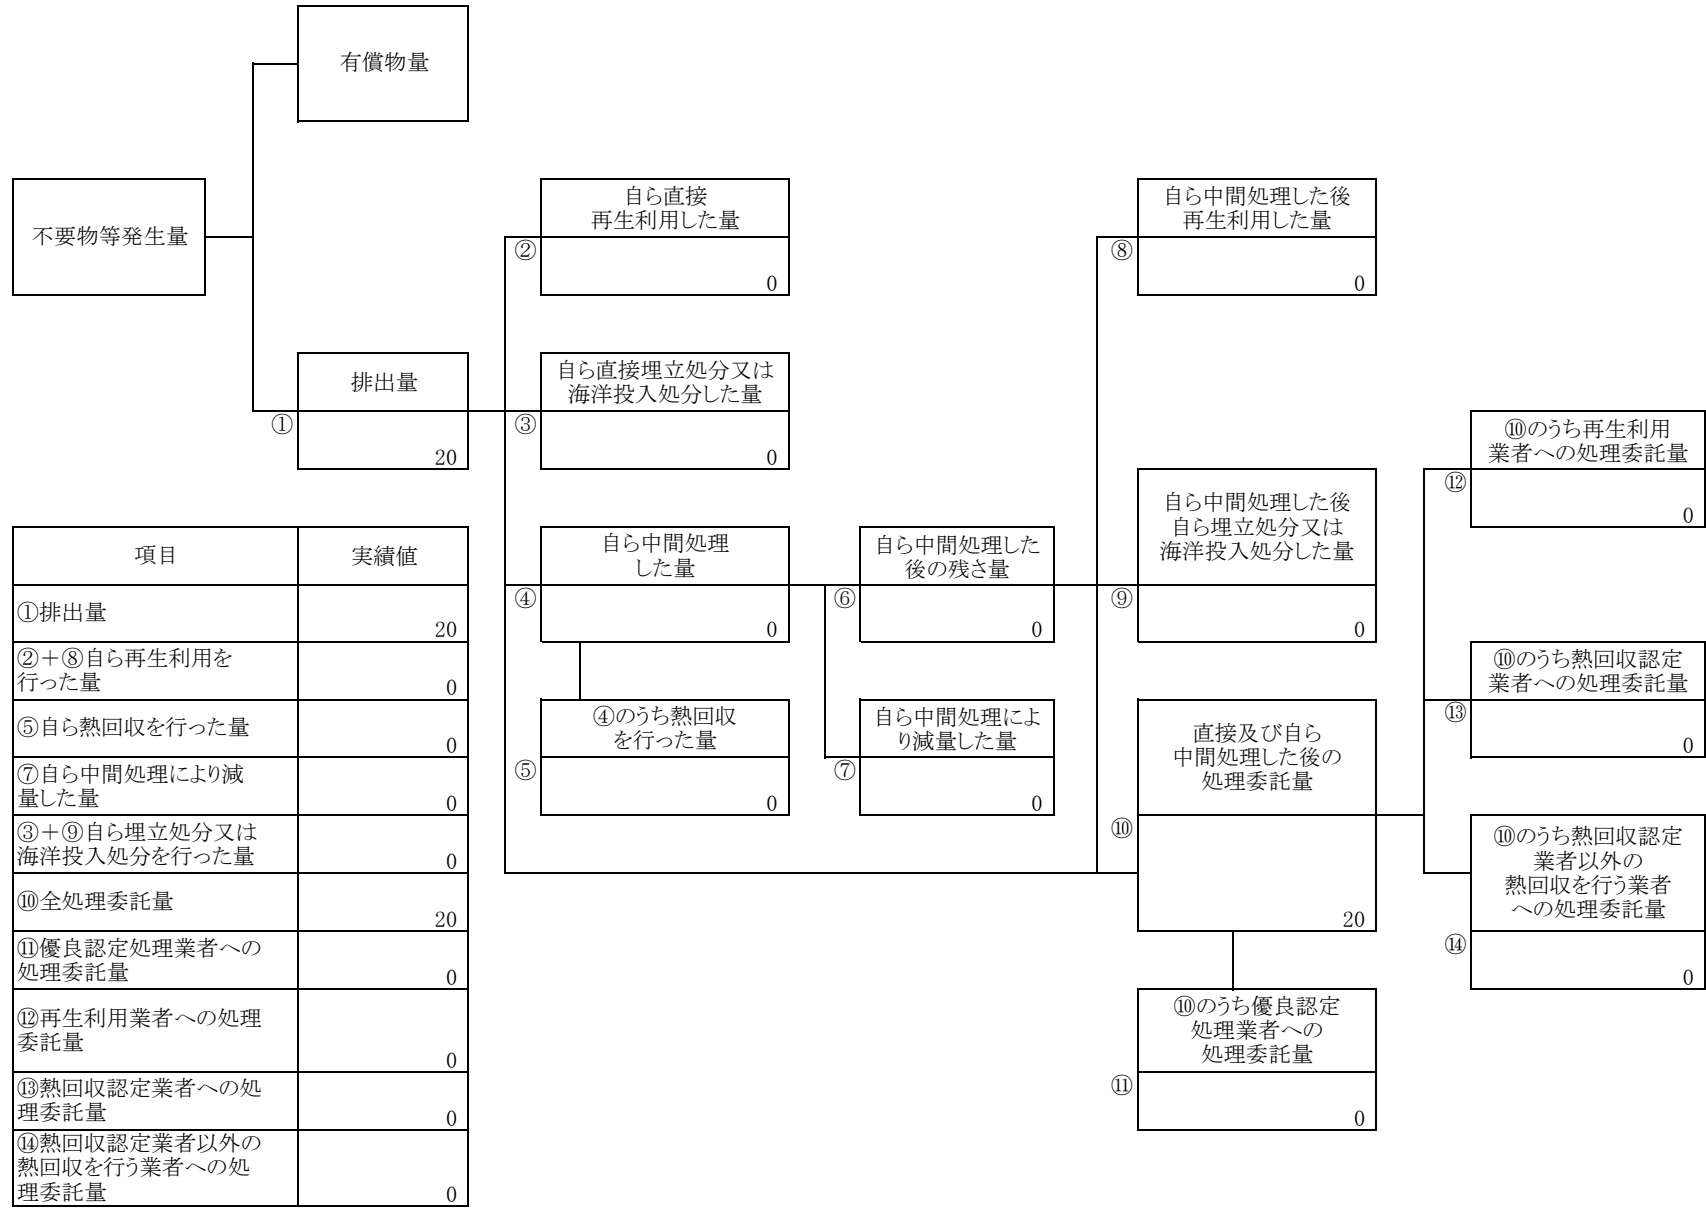 有償物量
不要物等発生量
排出量
①
20
自ら直接
再生利用した量
②
0
自ら直接埋立処分又は
海洋投入処分した量
③
0
自ら中間処理
した量
④
0
④のうち熱回収
を行った量
⑤
0
自ら中間処理した
後の残さ量
⑥
0
自ら中間処理によ
り減量した量
⑦
0
自ら中間処理した後
再生利用した量
⑧
0
自ら中間処理した後
自ら埋立処分又は
海洋投入処分した量
⑨
0
直接及び自ら
中間処理した後の
処理委託量
⑩
20
⑩のうち優良認定
処理業者への
処理委託量
⑪
0
⑩のうち再生利用
業者への処理委託量
⑫
0
⑩のうち熱回収認定
業者への処理委託量
⑬
0
⑩のうち熱回収認定
業者以外の
熱回収を行う業者
への処理委託量
⑭
0
項目
実績値
①排出量
20
②＋⑧自ら再生利用を
行った量
0
⑤自ら熱回収を行った量
0
⑦自ら中間処理により減
量した量
0
③＋⑨自ら埋立処分又は
海洋投入処分を行った量
0
⑩全処理委託量
20
⑪優良認定処理業者への
処理委託量
0
⑫再生利用業者への処理
委託量
0
⑬熱回収認定業者への処
理委託量
0
⑭熱回収認定業者以外の
熱回収を行う業者への処
理委託量
0